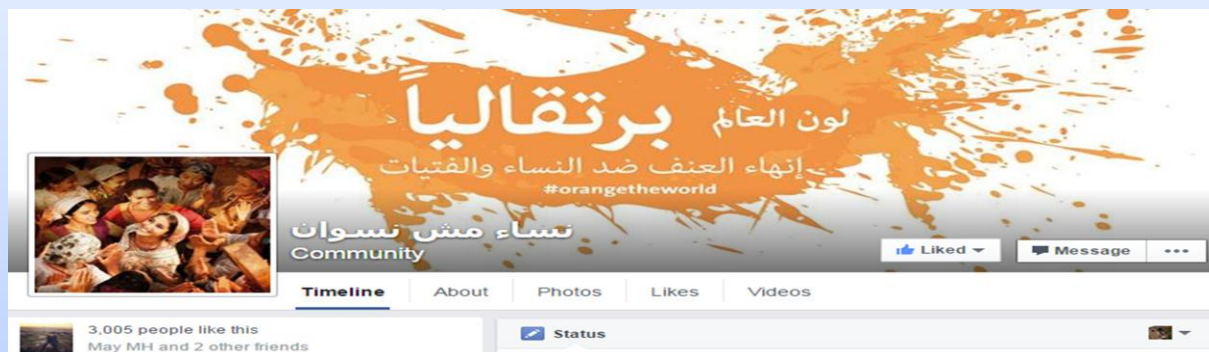 لون العالم برتقالياً
إنهاء العنف ضد النساء والفتيات
#orangetheworld
نساء مش نسوان
Community
Liked
Message
Timeline
About
Photos
Likes
Videos
3,005 people like this
May MH and 2 other friends
Status